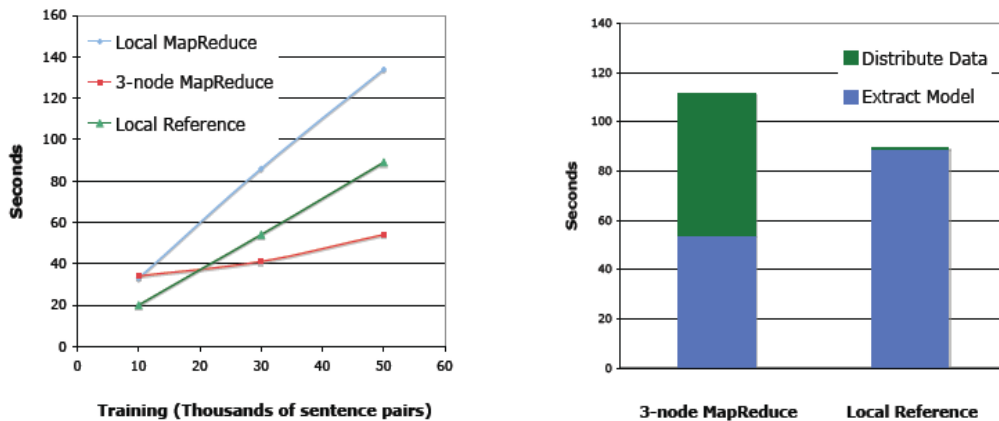 160
140
120
100
80
60
40
20
0
Seconds
Local MapReduce
3-node MapReduce
Local Reference
0 10 20 30 40 50 60
Training (Thousands of sentence pairs)
140
120
100
80
60
40
20
0
Seconds
Distribute Data
Extract Model
3-node MapReduce Local Reference